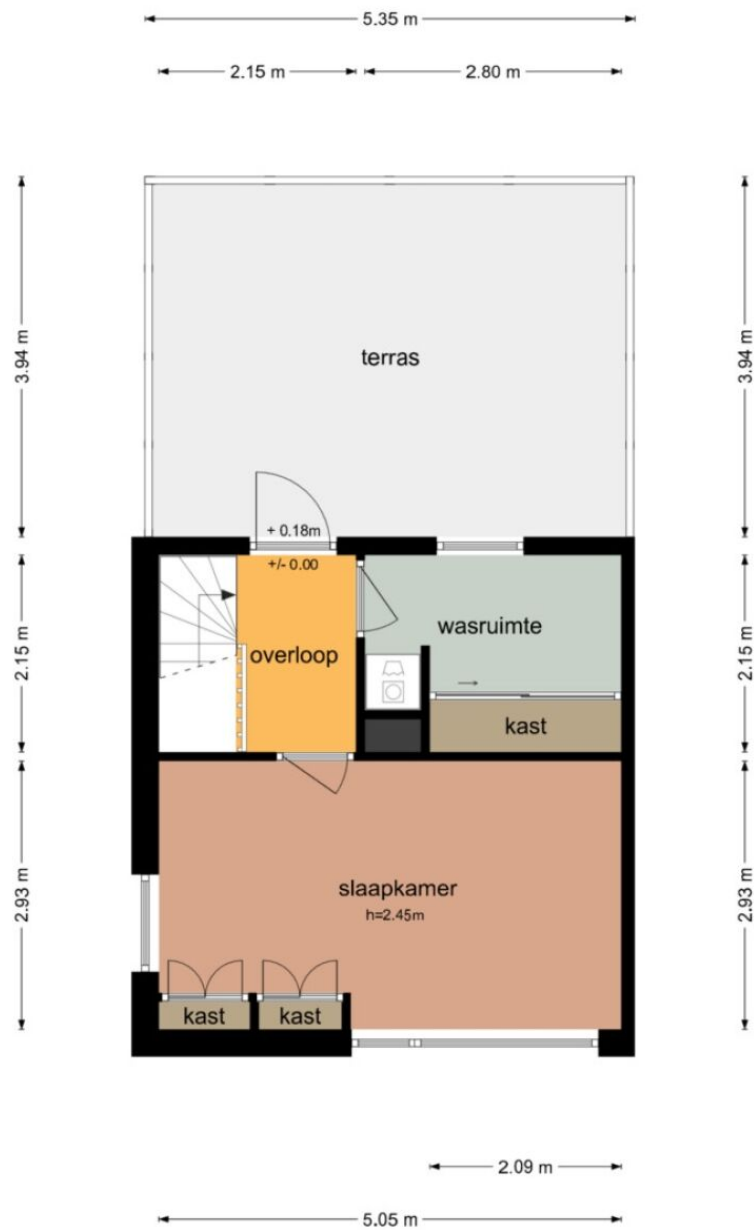 5.35 m
2.15 m
2.80 m
3.94 m
3.94 m
terras
+ 0.18m
+/- 0.00
2.15 m
2.15 m
wasruimte
overloop
kast
2.93 m
2.93 m
slaapkamer
h=2.45m
kast
kast
2.09 m
5.05 m